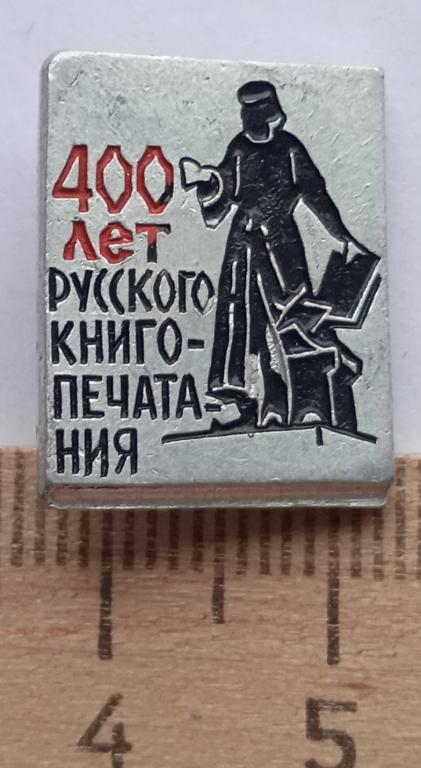 400
лет
русского
книго-
печата-
ния
4 5